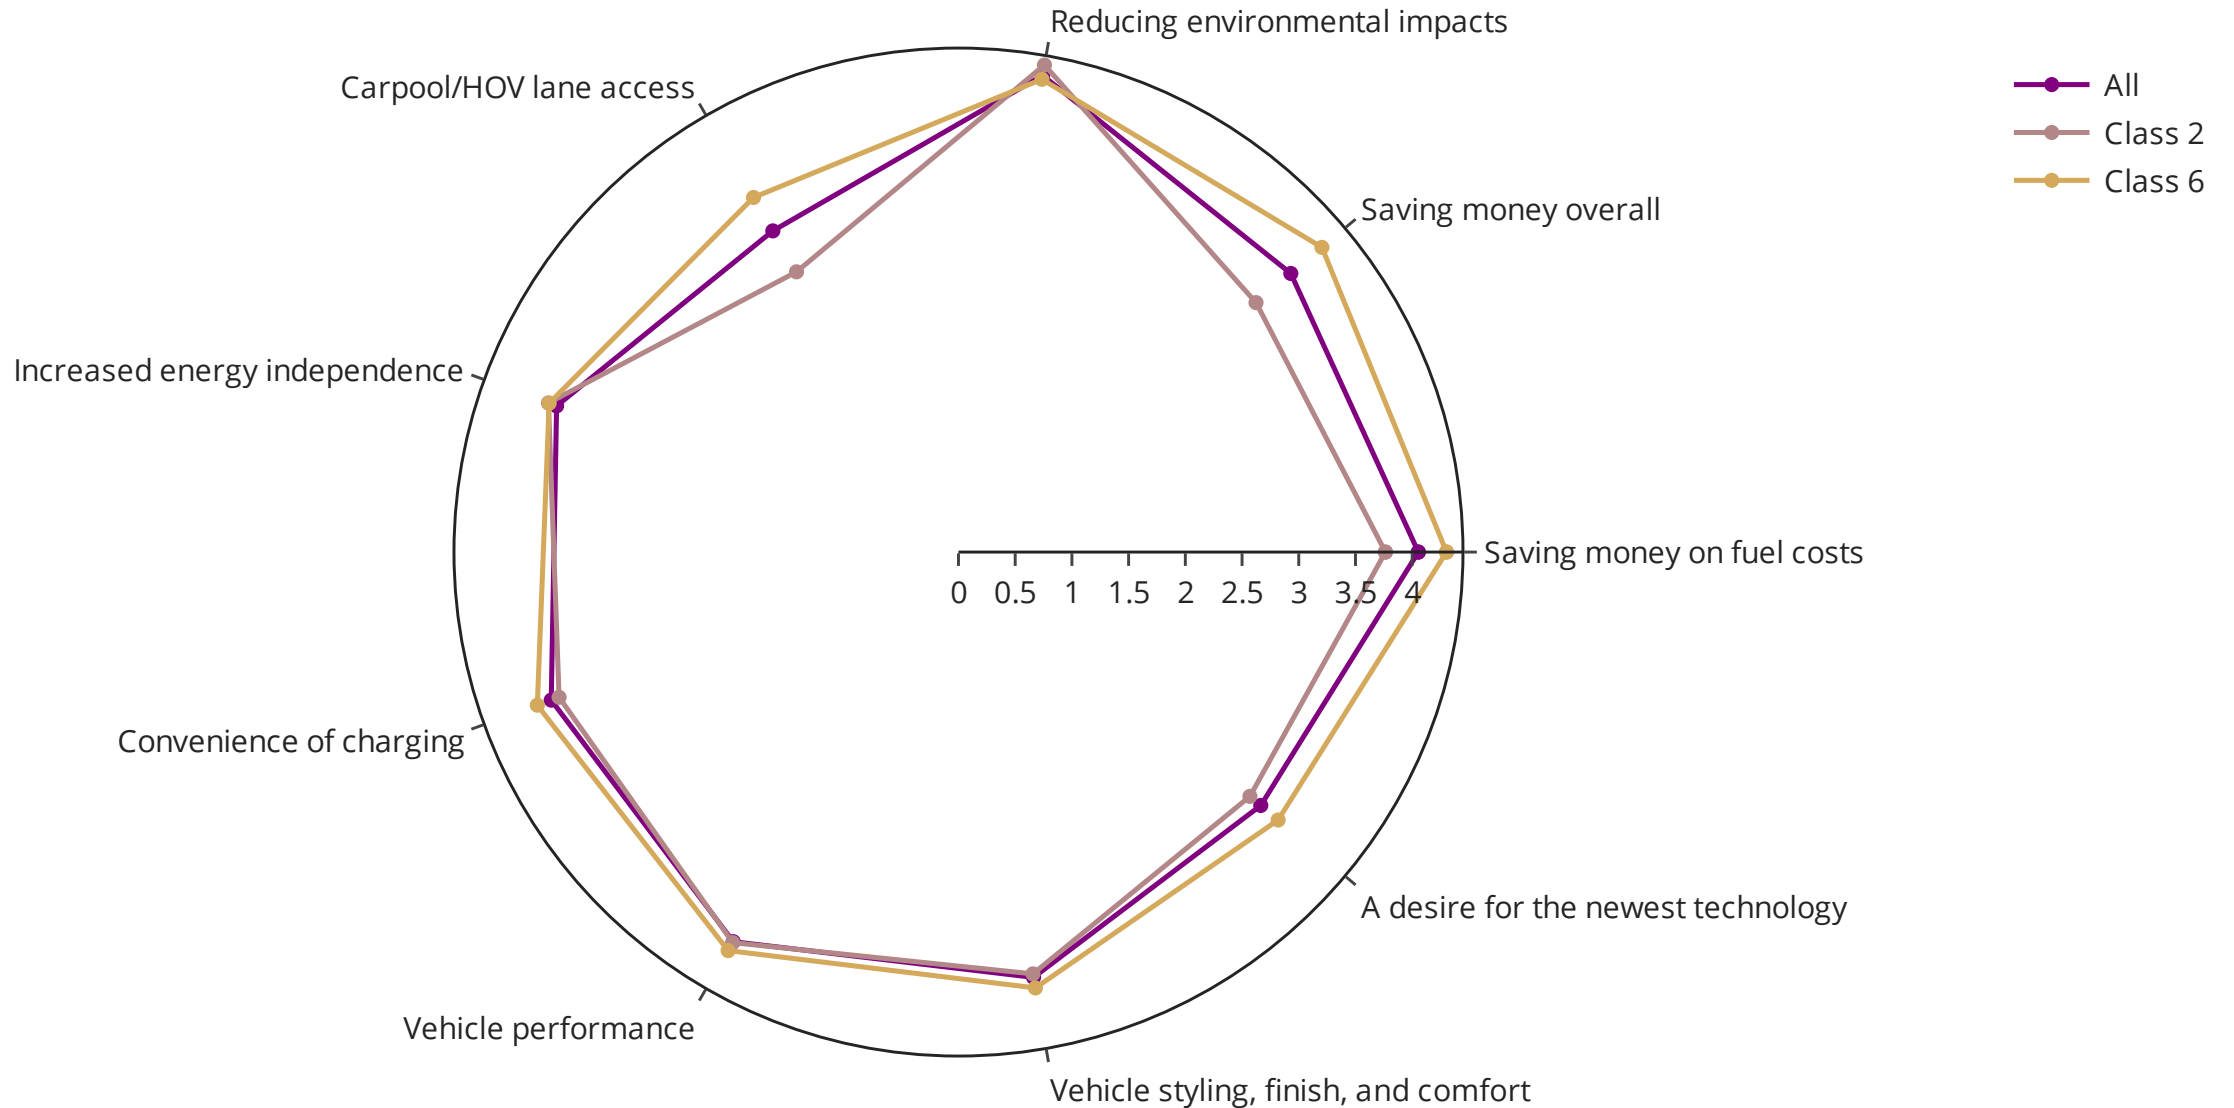 Reducing environmental impacts
Carpool/HOV lane access
All
Class 2
Class 6
Saving money overall
Increased energy independence
Saving money on fuel costs
0 0.5 1 1.5 2 2.5 3 3.5 4
Convenience of charging
A desire for the newest technology
Vehicle performance
Vehicle styling, finish, and comfort